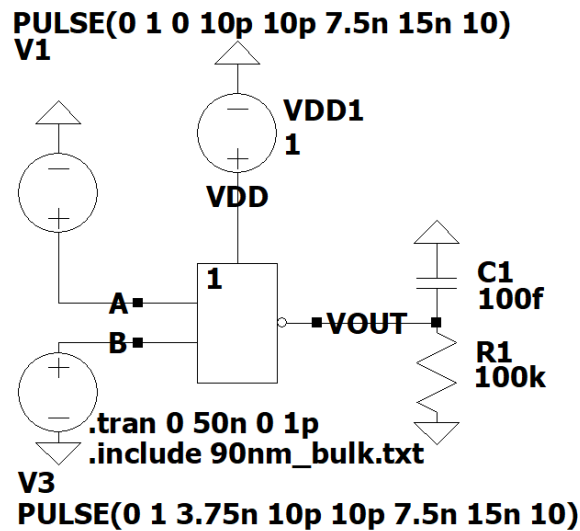 PULSE(0 1 0 10p 10p 7.5n 15n 10)
V1
VDD1
1
VDD
1
A
B
VOUT
C1
100f
R1
100k
.tran 0 50n 0 1p
.include 90nm_bulk.txt
V3
PULSE(0 1 3.75n 10p 10p 7.5n 15n 10)